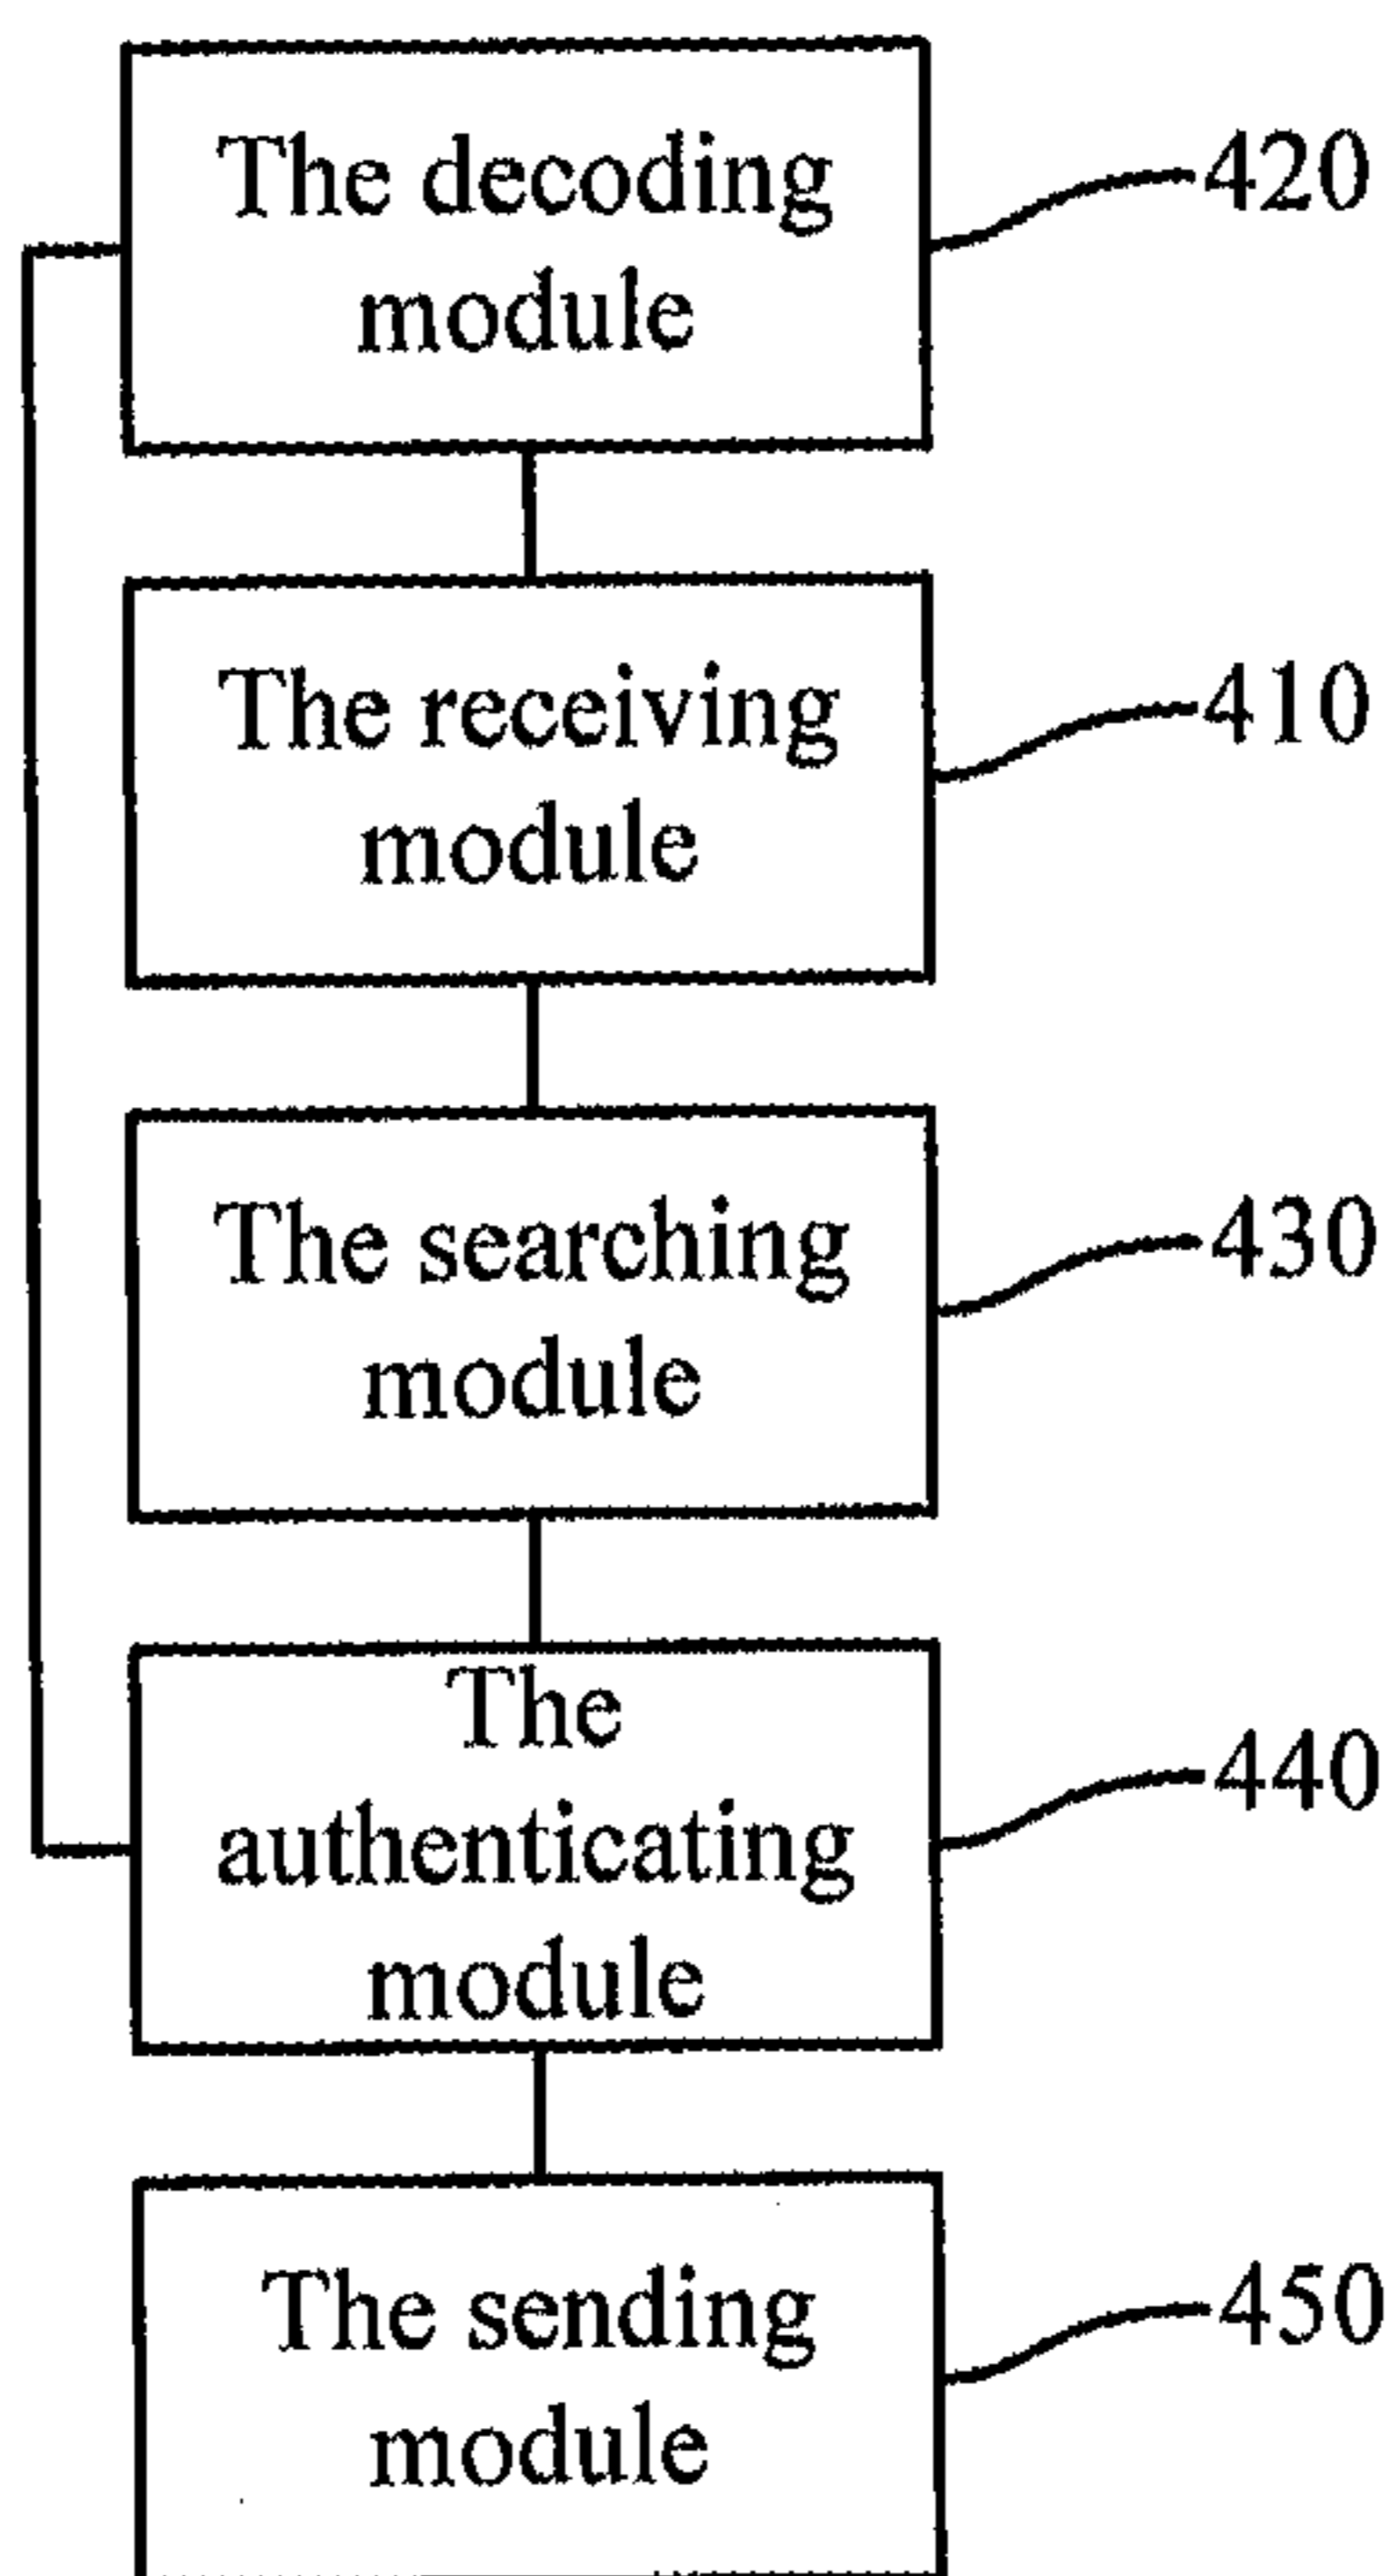 The decoding
module
420
The receiving
module
410
The searching
module
430
The
authenticating
module
440
The sending
module
450